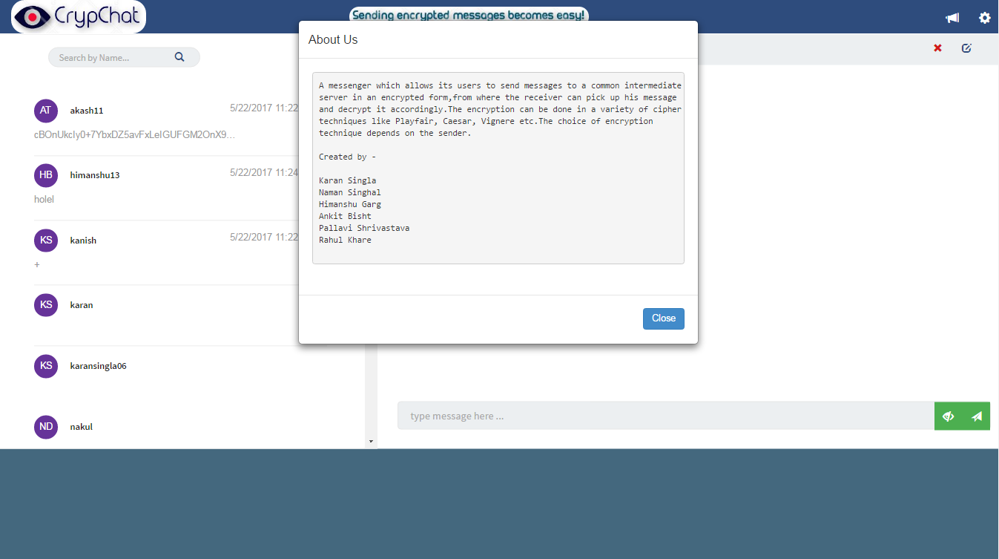 CrypChat
Sending encrypted messages becomes easy!
Search by Name...
AT
akash11
5/22/2017 11:22
HB
himanshu13
5/22/2017 11:24
holel
KS
kanish
5/22/2017 11:22
+
KS
karan
KS
karansingla06
ND
nakul
About Us
A messenger which allows its users to send messages to a common intermediate
server in an encrypted form,from where the receiver can pick up his message
and decrypt it accordingly.The encryption can be done in a variety of cipher
techniques like Playfair, Caesar, Vignere etc.The choice of encryption
technique depends on the sender.
Created by -
Karan Singla
Naman Singhal
Himanshu Garg
Ankit Bisht
Pallavi Shrivastava
Rahul Khare
Close
type message here ...